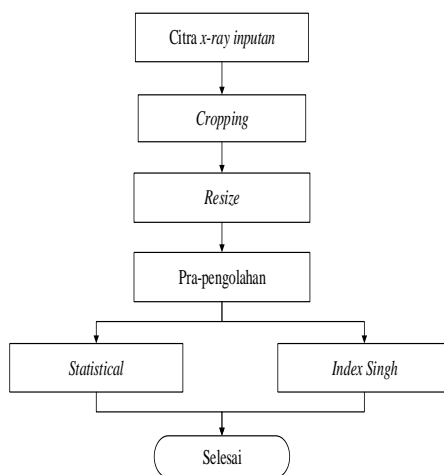 Citra x-ray inputan
Cropping
Resize
Pra-pengolahan
Statistical
Index Singh
Selesai